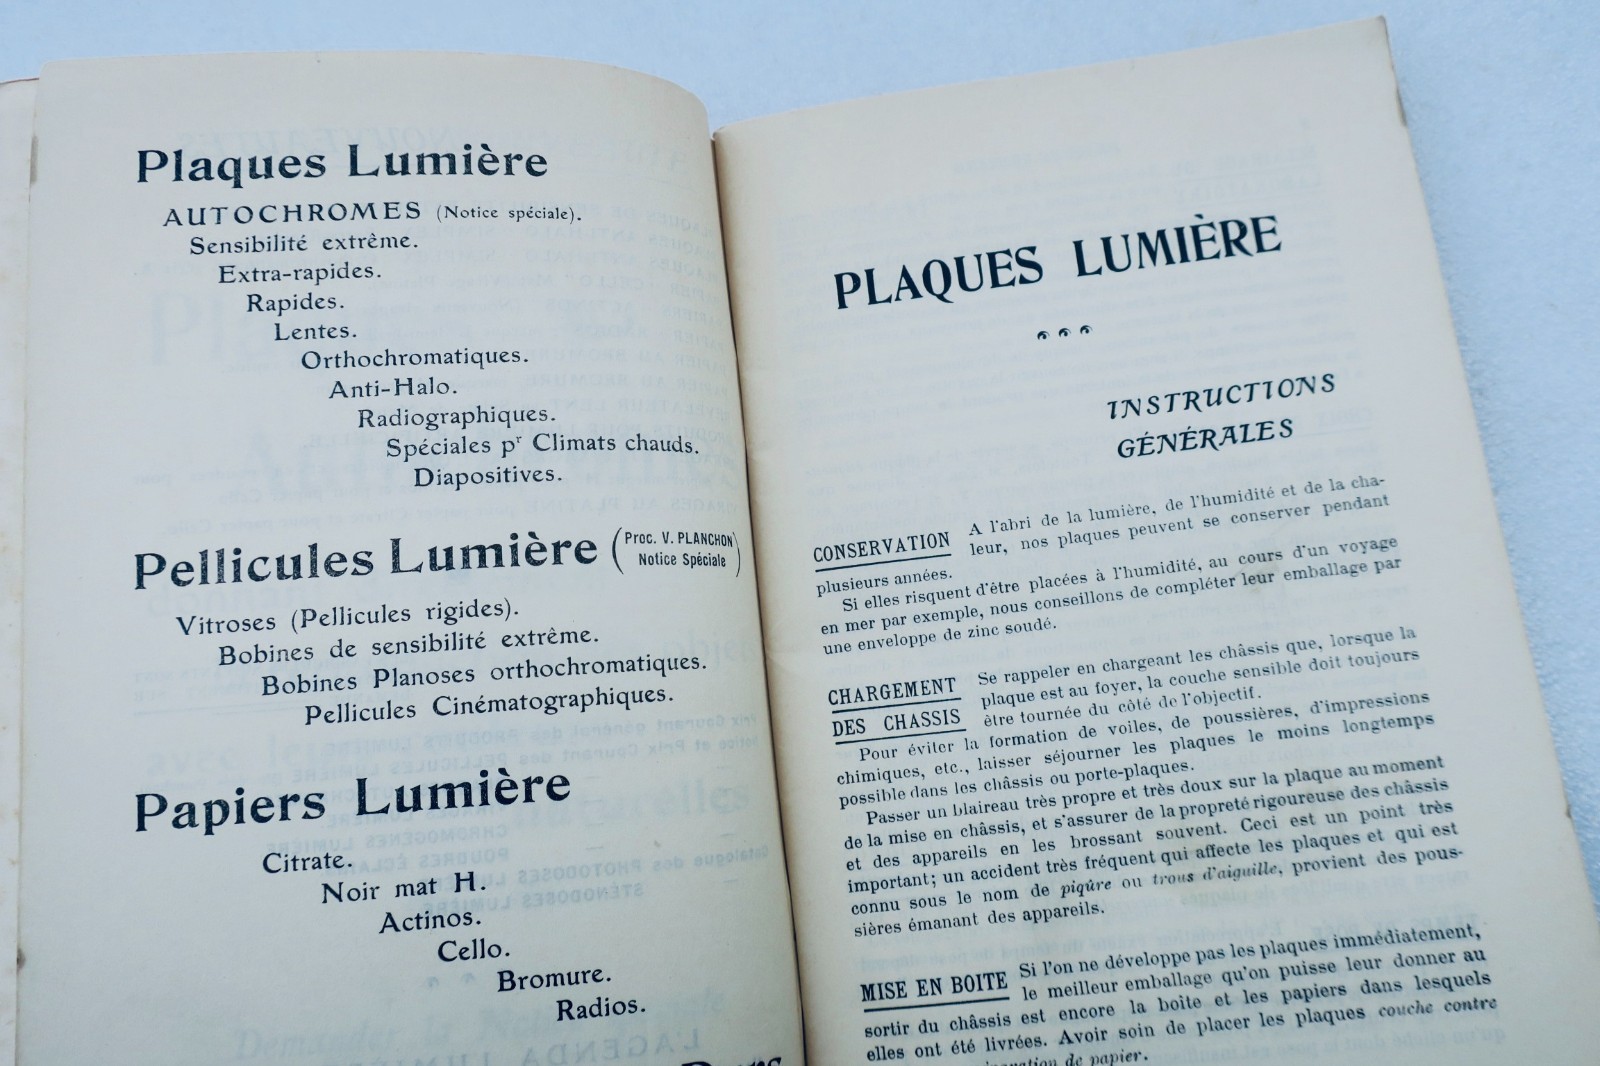 Plaques Lumière
AUTOCHROMES (Notice spéciale).
Sensibilité extrême.
Extra-rapides.
Rapides.
Lentes.
Orthochromatiques.
Anti-Halo.
Radiographiques.
Spéciales pr Climats chauds.
Diapositives.
Pellicules Lumière (Proc. V. PLANCHON
Notice Spéciale)
Vitroses (Pellicules rigides).
Bobines de sensibilité extrême.
Bobines Planoses orthochromatiques.
Pellicules Cinématographiques.
Papiers Lumière
Citrate.
Noir mat H.
Actinos.
Cello.
Bromure.
Radios.
PLAQUES LUMIÈRE
INSTRUCTIONS
GÉNÉRALES
CONSERVATION A l'abri de la lumière, de l'humidité et de la cha-
leur, nos plaques peuvent se conserver pendant
plusieurs années.
Si elles risquent d'être placées à l'humidité, au cours d'un voyage
en mer par exemple, nous conseillons de compléter leur emballage par
une enveloppe de zinc soudé.
CHARGEMENT Se rappeler en chargeant les châssis que, lorsque la
DES CHASSIS plaque est au foyer, la couche sensible doit toujours
être tournée du côté de l'objectif.
Pour éviter la formation de voiles, de poussières, d'impressions
chimiques, etc., laisser séjourner les plaques le moins longtemps
possible dans les châssis ou porte-plaques.
Passer un blaireau très propre et très doux sur la plaque au moment
de la mise en châssis, et s'assurer de la propreté rigoureuse des châssis
et des appareils en les brossant souvent. Ceci est un point très
important; un accident très fréquent qui affecte les plaques et qui est
connu sous le nom de piqûre ou trous d'aiguille, provient des pous-
sières émanant des appareils.
MISE EN BOITE Si l'on ne développe pas les plaques immédiatement,
le meilleur emballage qu'on puisse leur donner au
sortir du châssis est encore la boite et les papiers dans lesquels
elles ont été livrées. Avoir soin de placer les plaques couche contre
de papier.